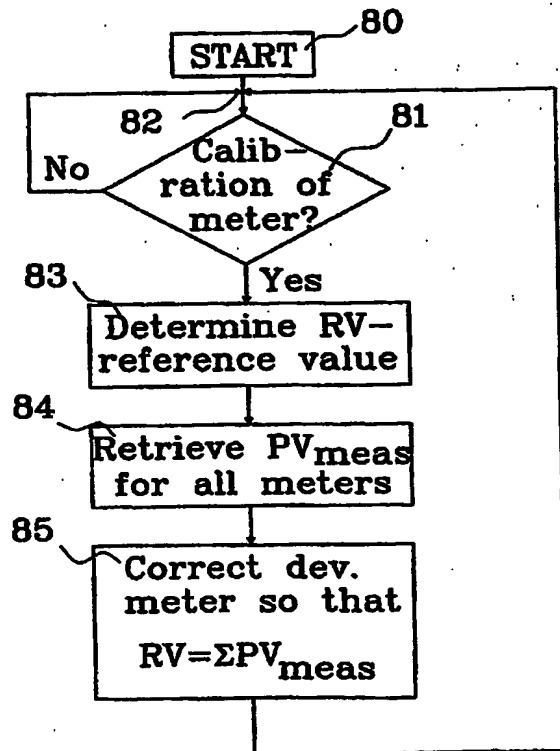 80
START
82
81
No
Calib-
ration of
meter?
Yes
83
Determine RV-
reference value
84
Retrieve PVmeas
for all meters
85
Correct dev.
meter so that
RV=ΣPVmeas